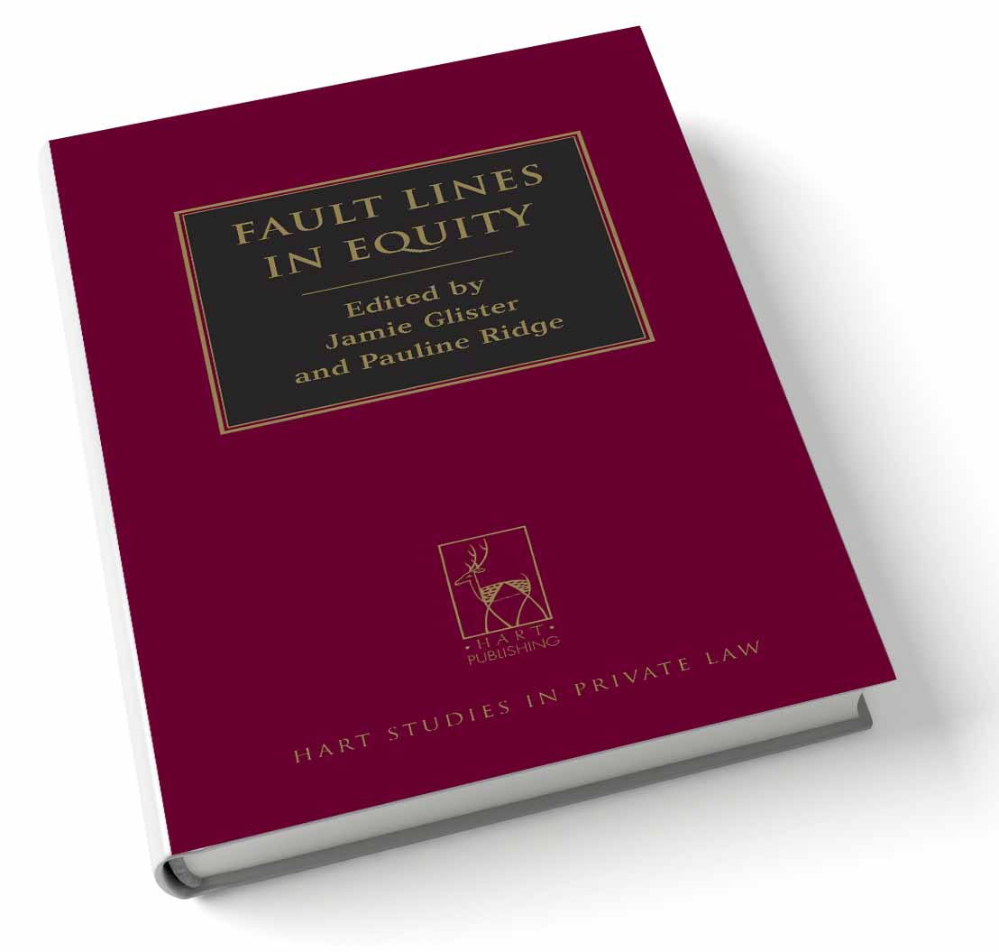 FAULT LINES
IN EQUITY
Edited by
Jamie Glister
and Pauline Ridge
• HART •
PUBLISHING
HART STUDIES IN PRIVATE LAW